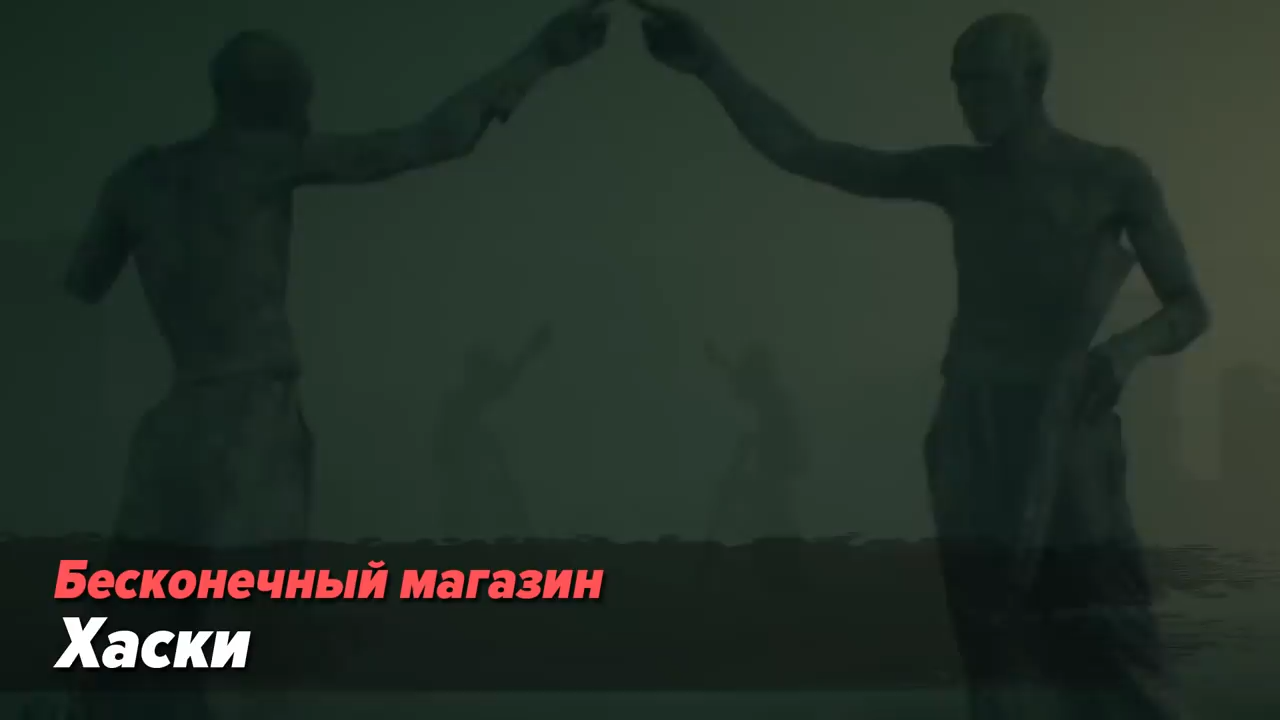 Бесконечный магазин
Хаски